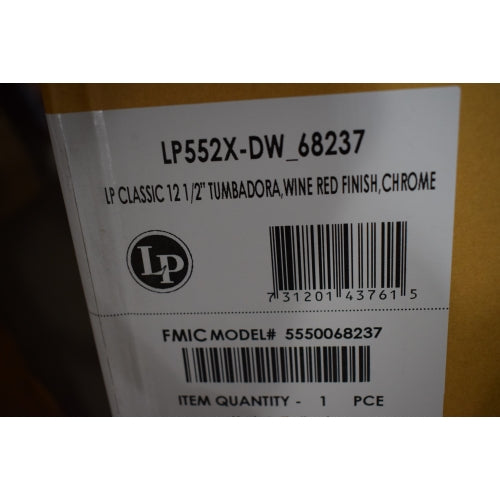 LP552X-DW_68237
LP CLASSIC 12 1/2" TUMBADORA,WINE RED FINISH,CHROME
LP
7 31201 43761 5
FMIC MODEL# 5550068237
ITEM QUANTITY - 1 PCE